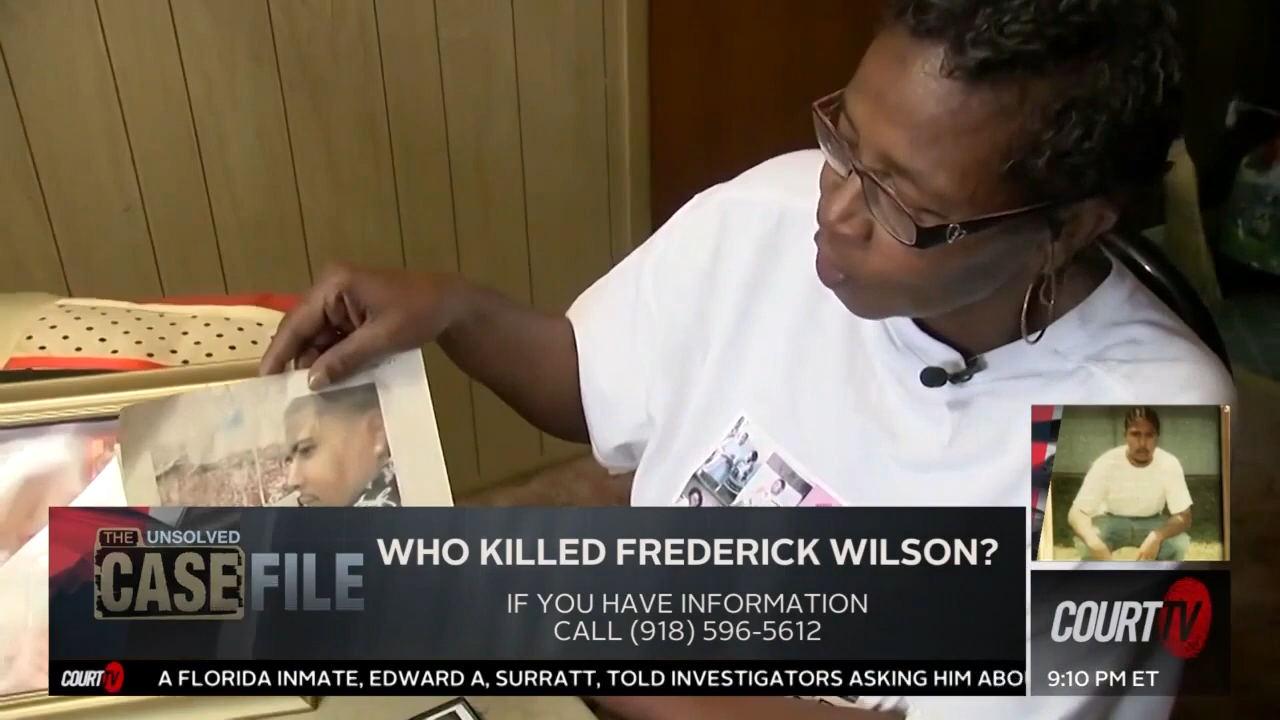 THE UNSOLVED
CASE FILE
WHO KILLED FREDERICK WILSON?
IF YOU HAVE INFORMATION
CALL (918) 596-5612
COURT TV
COURT TV
A FLORIDA INMATE, EDWARD A, SURRATT, TOLD INVESTIGATORS ASKING HIM ABO
9:10 PM ET